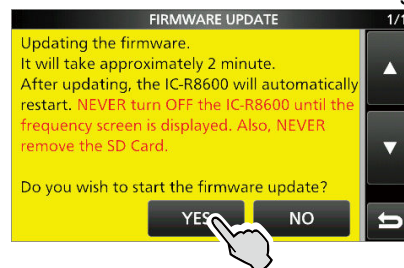 FIRMWARE UPDATE
1/1
Updating the firmware.
It will take approximately 2 minute.
After updating, the IC-R8600 will automatically
restart. NEVER turn OFF the IC-R8600 until the
frequency screen is displayed. Also, NEVER
remove the SD Card.
Do you wish to start the firmware update?
YES NO